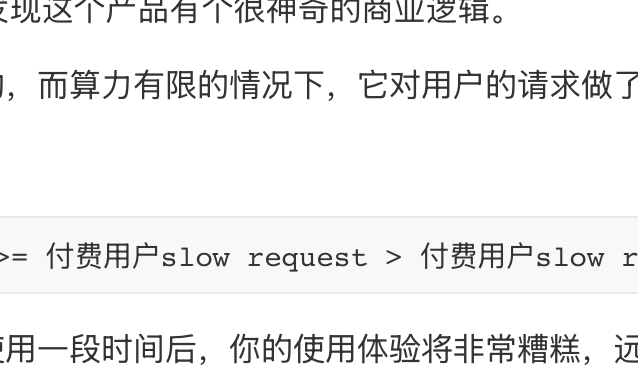 现这个产品有个很神奇的商业逻辑。
，而算力有限的情况下，它对用户的请求做了
>= 付费用户slow request > 付费用户slow r
使用一段时间后，你的使用体验将非常糟糕，远